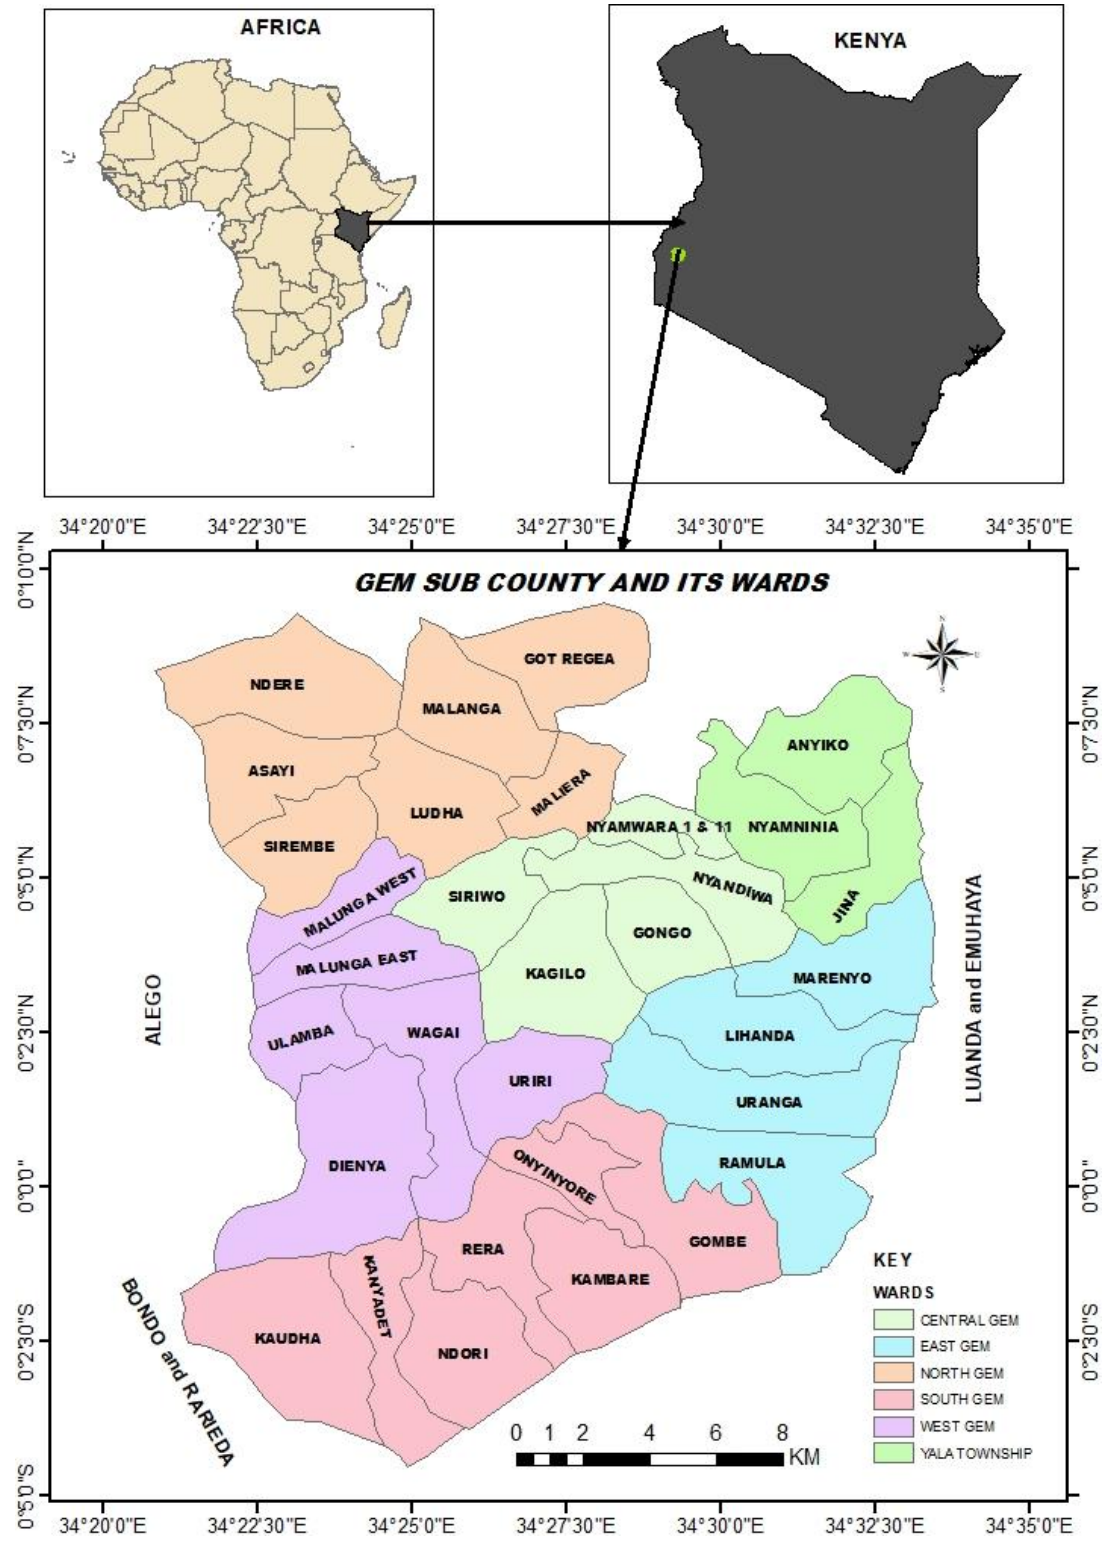 AFRICA
KENYA
34°20'0"E 34°22'30"E 34°25'0"E 34°27'30"E 34°30'0"E 34°32'30"E 34°35'0"E
GEM SUB COUNTY AND ITS WARDS
0°10'0"N
N
W
S
GOT REGEA
NDERE
MALANGA
0°7'30"N
0°7'30"N
ANYIKO
ASAYI
MALIERA
LUDHA
NYAMWARA 1 & 11
NYAMNINIA
SIREMBE
0°5'0"N
0°5'0"N
MALUNGA WEST
SIRIWO
NYANDIWA
JINA
GONGO
MALUNGA EAST
KAGILO
MARENYO
ALEGO
LUANDA and EMUHAYA
0°2'30"N
0°2'30"N
ULAMBA
WAGAI
LIHANDA
URIRI
URANGA
DIENYA
ONYINYORE
RAMULA
0°0'0"
0°0'0"
RERA
GOMBE
KANYADET
KAMBARE
KAUDHA
NDORI
0°2'30"S
0°2'30"S
BONDO and RARIEDA
KEY
WARDS
CENTRAL GEM
EAST GEM
NORTH GEM
SOUTH GEM
WEST GEM
YALA TOWNSHIP
0 1 2 4 6 8
KM
0°5'0"S
34°20'0"E 34°22'30"E 34°25'0"E 34°27'30"E 34°30'0"E 34°32'30"E 34°35'0"E